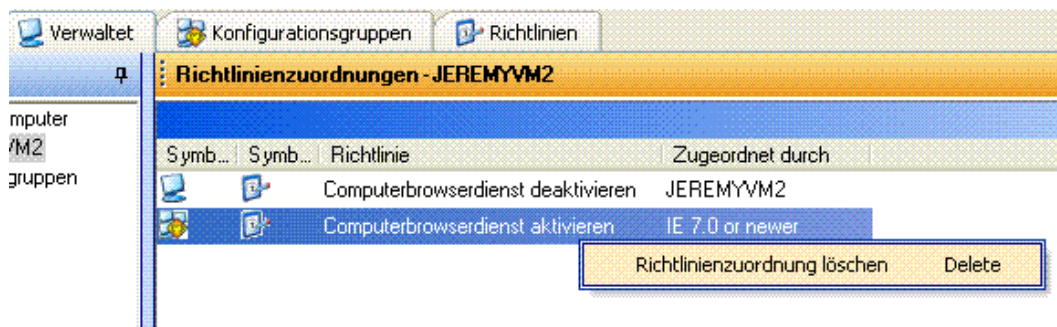 Verwaltet Konfigurationsgruppen Richtlinien
Richtlinienzuordnungen - JEREMYVM2
mputer
/M2
gruppen
Symb... Symb... Richtlinie Zugeordnet durch
Computerbrowserdienst deaktivieren JEREMYVM2
Computerbrowserdienst aktivieren IE 7.0 or newer
Richtlinienzuordnung löschen Delete